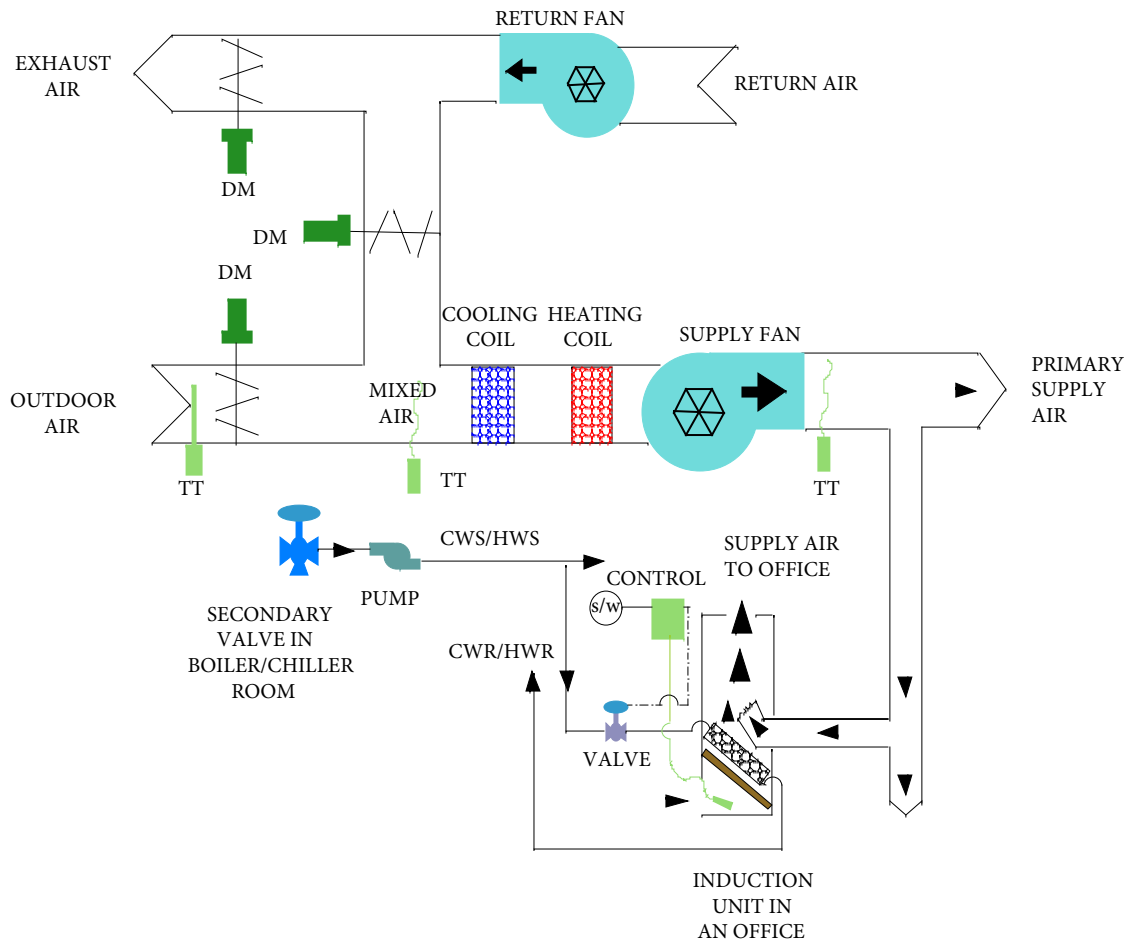 RETURN FAN
EXHAUST
AIR
RETURN AIR
DM
DM
DM
COOLING
COIL
HEATING
COIL
SUPPLY FAN
OUTDOOR
AIR
MIXED
AIR
PRIMARY
SUPPLY
AIR
TT
TT
TT
CWS/HWS
SUPPLY AIR
TO OFFICE
PUMP
CONTROL
s/w
SECONDARY
VALVE IN
BOILER/CHILLER
ROOM
CWR/HWR
VALVE
INDUCTION
UNIT IN
AN OFFICE